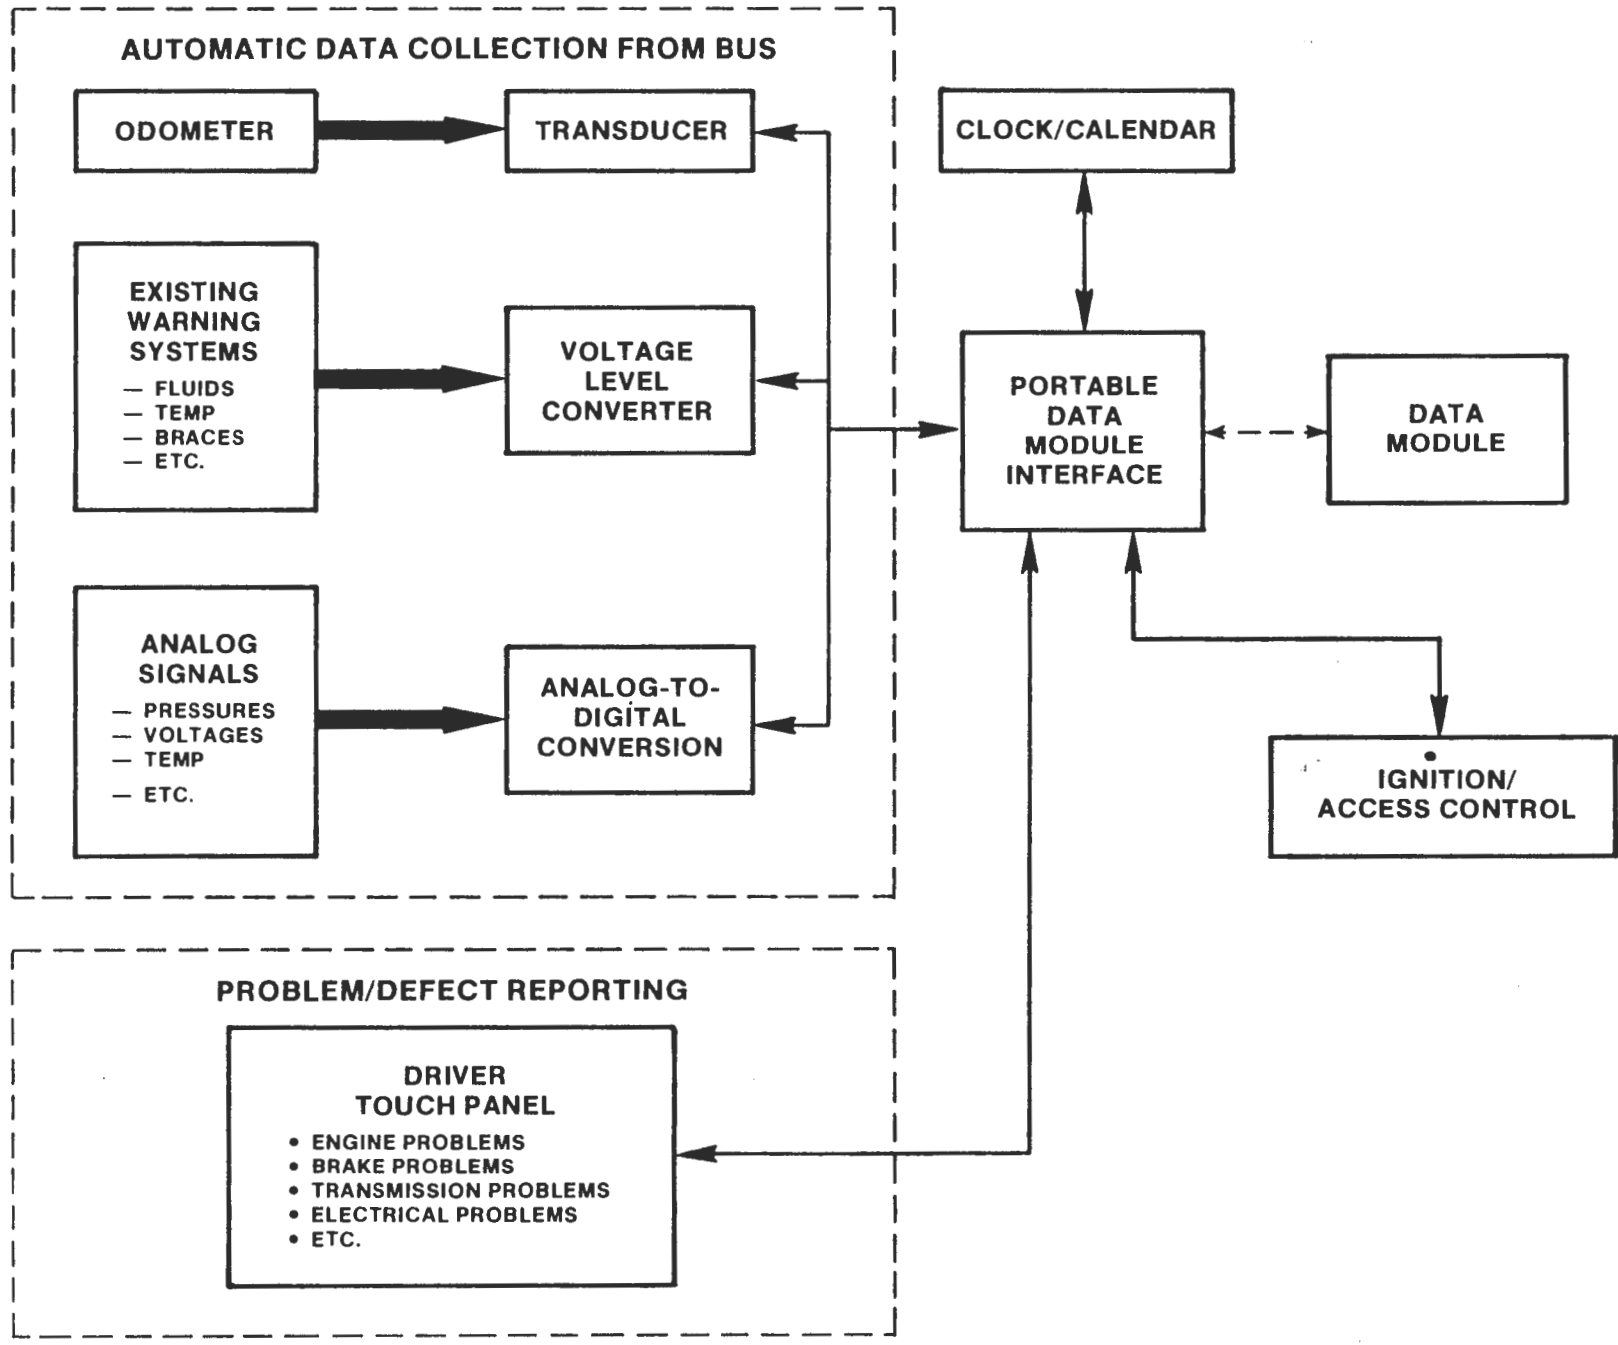 AUTOMATIC DATA COLLECTION FROM BUS
ODOMETER
TRANSDUCER
CLOCK/CALENDAR
EXISTING
WARNING
SYSTEMS
— FLUIDS
— TEMP
— BRACES
— ETC.
VOLTAGE
LEVEL
CONVERTER
PORTABLE
DATA
MODULE
INTERFACE
DATA
MODULE
ANALOG
SIGNALS
— PRESSURES
— VOLTAGES
— TEMP
— ETC.
ANALOG-TO-
DIGITAL
CONVERSION
IGNITION/
ACCESS CONTROL
PROBLEM/DEFECT REPORTING
DRIVER
TOUCH PANEL
• ENGINE PROBLEMS
• BRAKE PROBLEMS
• TRANSMISSION PROBLEMS
• ELECTRICAL PROBLEMS
• ETC.